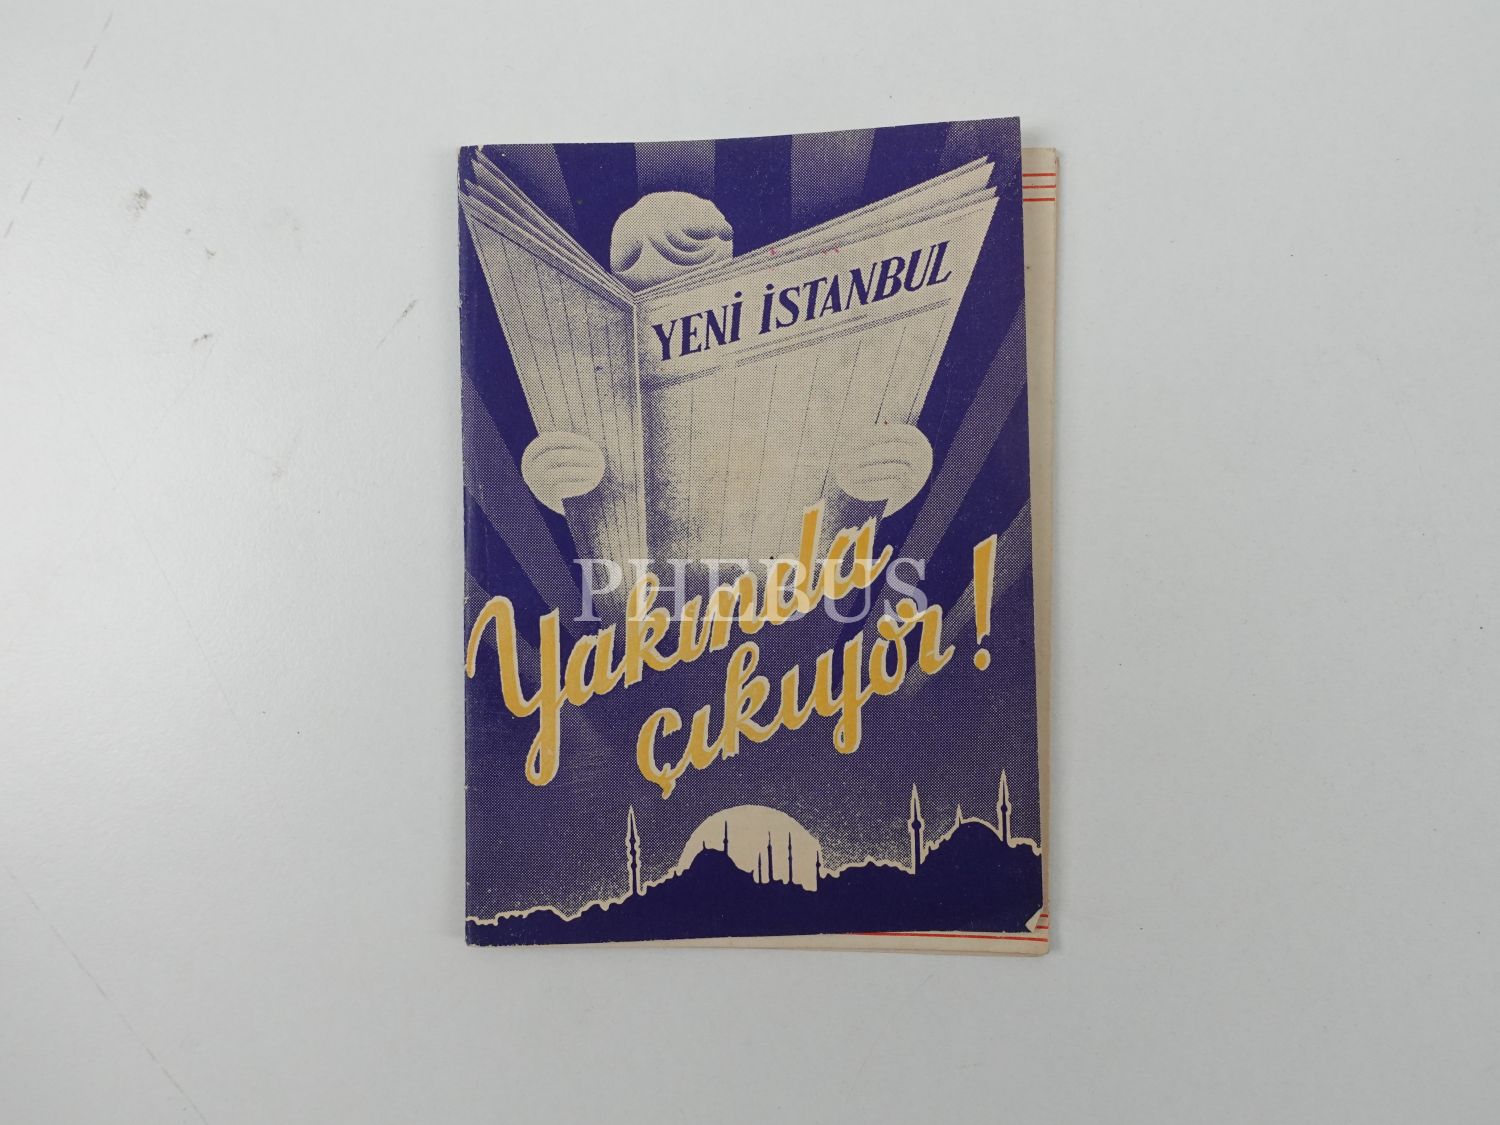 YENİ İSTANBUL
PHEBUS
Yakında
çıkıyor!